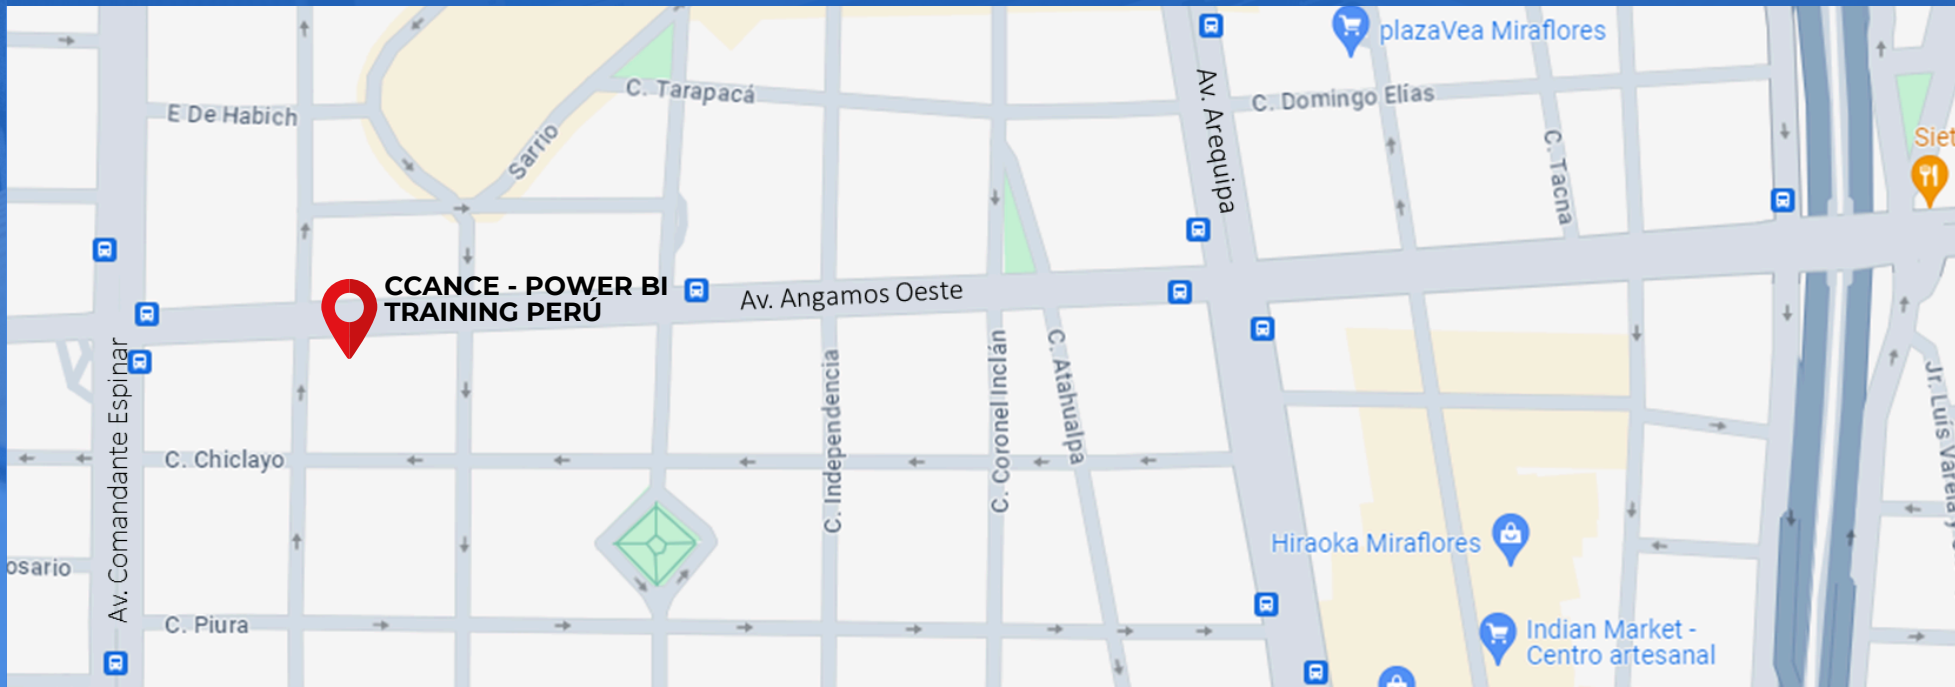 plazaVea Miraflores
C. Tarapacá
C. Domingo Elías
E De Habich
Sarrio
Av. Arequipa
C. Tacna
Siet
CCANCE - POWER BI
TRAINING PERÚ
Av. Angamos Oeste
Av. Comandante Espinar
C. Independencia
C. Coronel Inclán
C. Atahualpa
C. Chiclayo
Jr. Luis Varela y
Hiraoka Miraflores
osario
C. Piura
Indian Market -
Centro artesanal